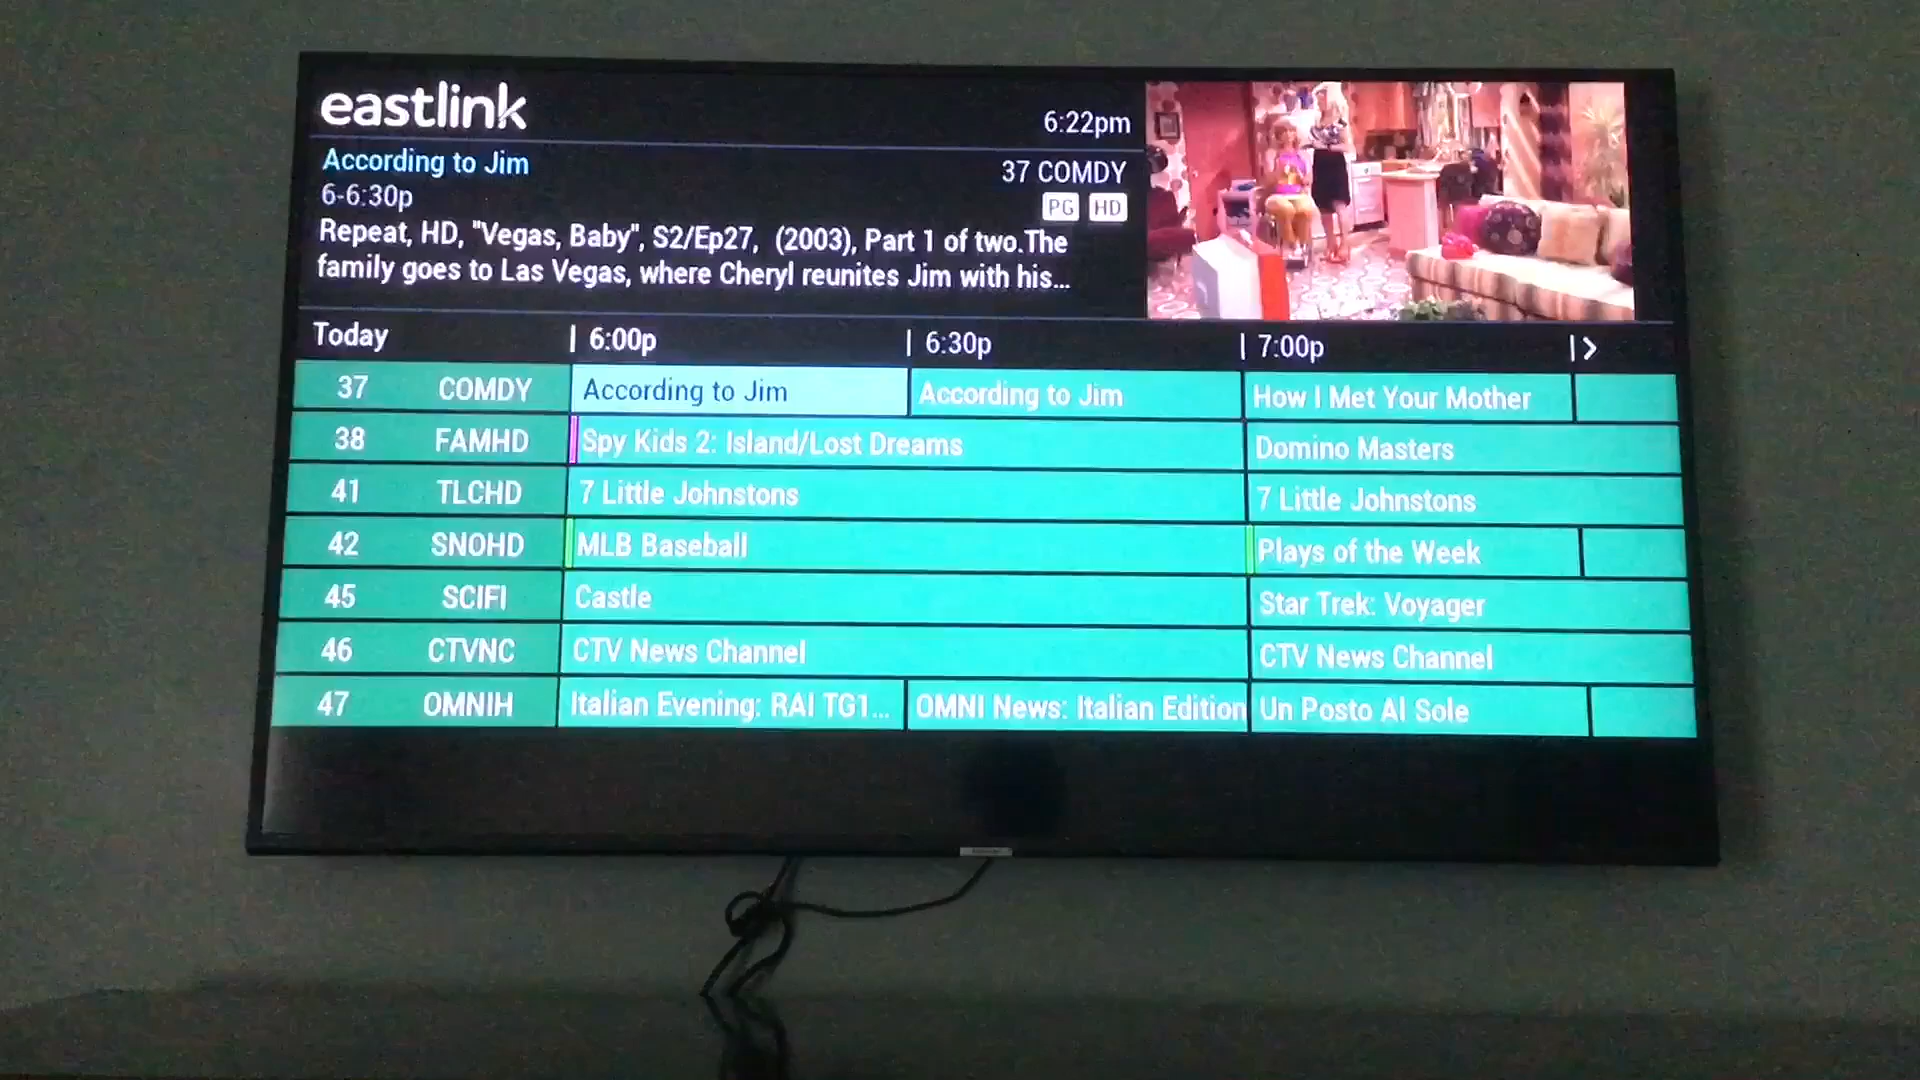 eastlink
6:22pm
According to Jim
37 COMDY
6-6:30p
PG HD
Repeat, HD, "Vegas, Baby", S2/Ep27, (2003), Part 1 of two.The
family goes to Las Vegas, where Cheryl reunites Jim with his...
Today | 6:00p | 6:30p | 7:00p |>
37 COMDY According to Jim According to Jim How I Met Your Mother
38 FAMHD Spy Kids 2: Island/Lost Dreams Domino Masters
41 TLCHD 7 Little Johnstons 7 Little Johnstons
42 SNOHD MLB Baseball Plays of the Week
45 SCIFI Castle Star Trek: Voyager
46 CTVNC CTV News Channel CTV News Channel
47 OMNIH Italian Evening: RAI TG1... OMNI News: Italian Edition Un Posto Al Sole